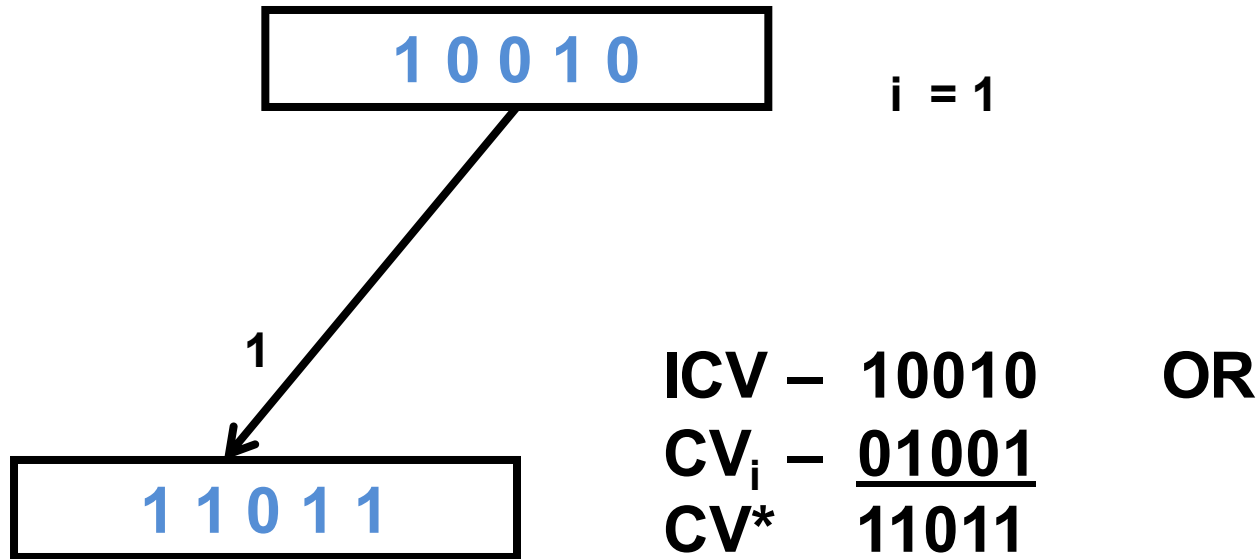 1 0 0 1 0
i = 1
1
ICV – 10010 OR
CVi – 01001
1 1 0 1 1
CV* 11011